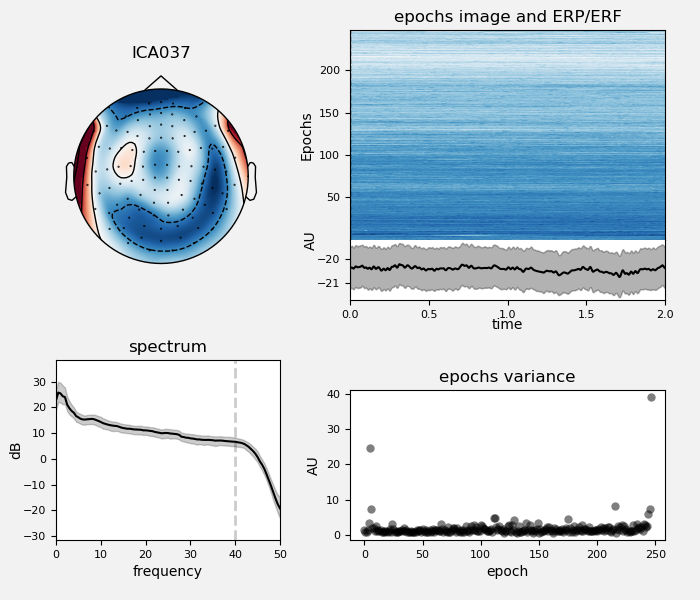 ICA037
epochs image and ERP/ERF
Epochs
200
150
100
50
AU
−20
−21
0.0 0.5 1.0 1.5 2.0
time
spectrum
dB
30
20
10
0
−10
−20
−30
0 10 20 30 40 50
frequency
epochs variance
AU
40
30
20
10
0
0 50 100 150 200 250
epoch